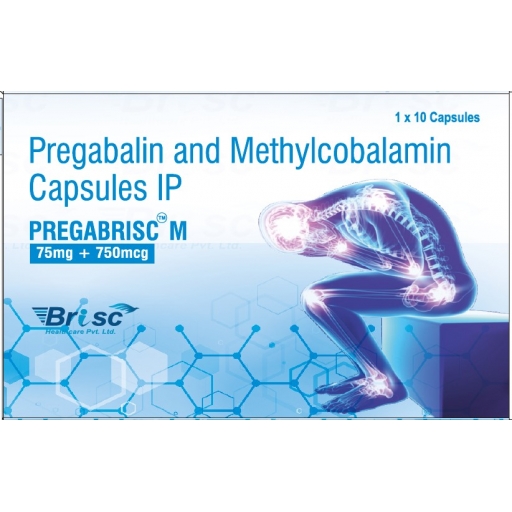 1 x 10 Capsules
Pregabalin and Methylcobalamin
Capsules IP
PREGABRISC™ M
75mg + 750mcg
Brisc
Healthcare Pvt. Ltd.